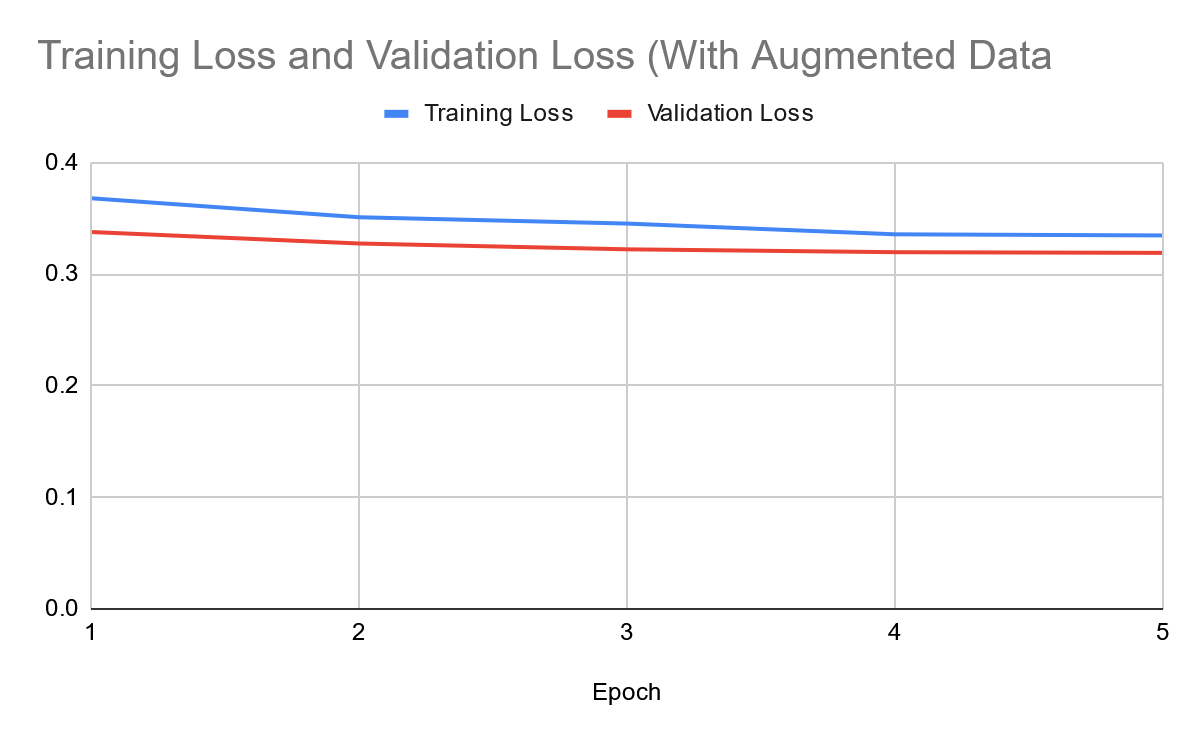 Training Loss and Validation Loss (With Augmented Data
Training Loss Validation Loss
0.4
0.3
0.2
0.1
0.0
1 2 3 4 5
Epoch